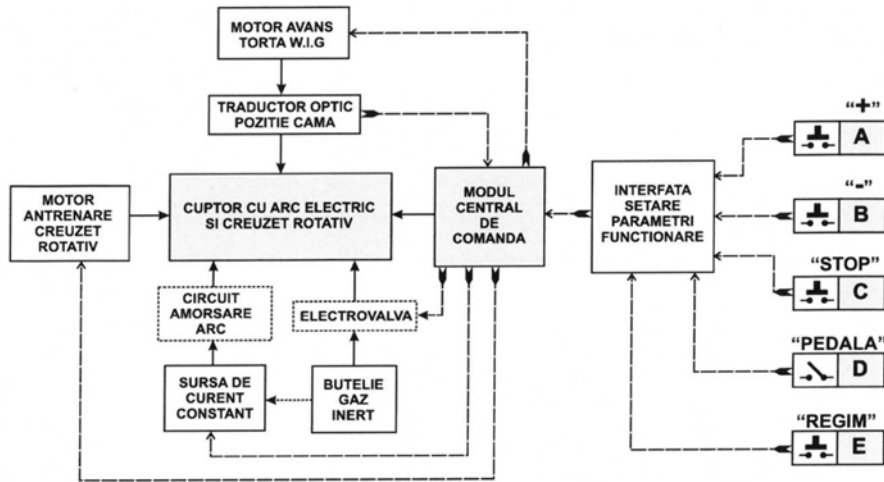 MOTOR AVANS
TORTA W.I.G
TRADUCTOR OPTIC
POZITIE CAMA
MOTOR
ANTRENARE
CREUZET
ROTATIV
CUPTOR CU ARC ELECTRIC
SI CREUZET ROTATIV
MODUL
CENTRAL
DE
COMANDA
INTERFATA
SETARE
PARAMETRI
FUNCTIONARE
CIRCUIT
AMORSARE
ARC
ELECTROVALVA
SURSA DE
CURENT
CONSTANT
BUTELIE
GAZ
INERT
"+"
A
"-"
B
"STOP"
C
"PEDALA"
D
"REGIM"
E